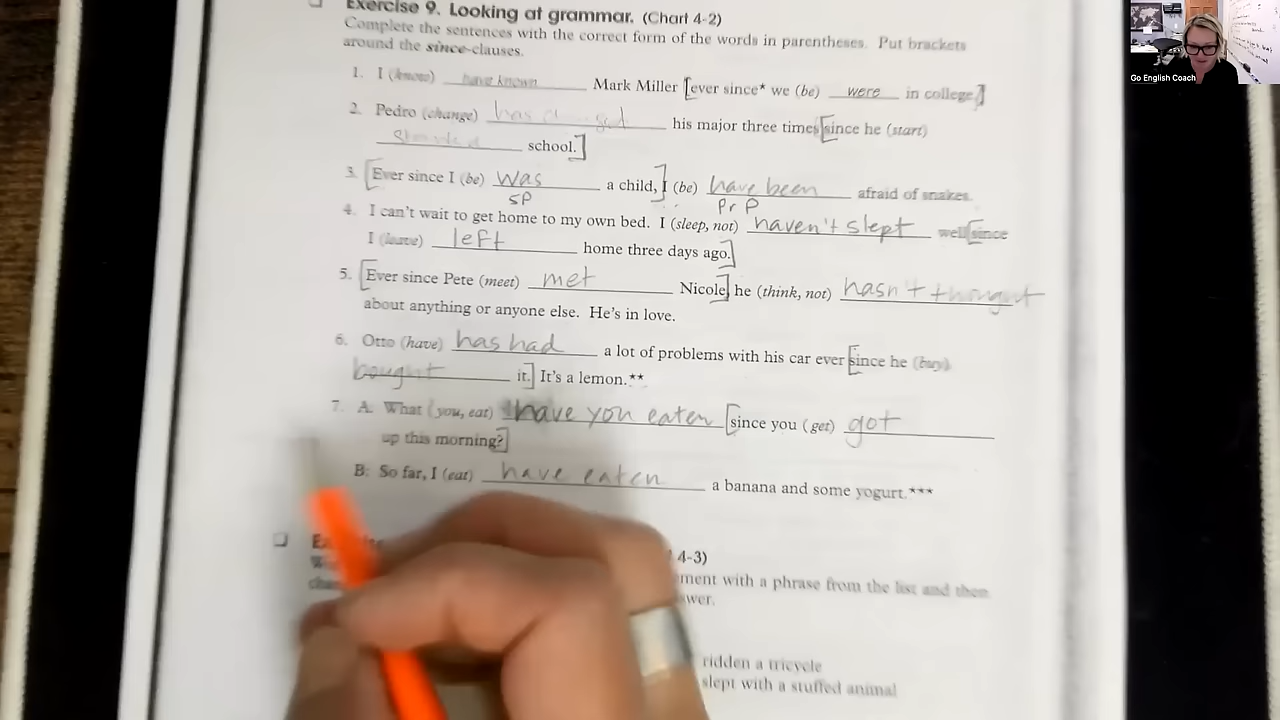 Exercise 9. Looking at grammar. (Chart 4-2)
Complete the sentences with the correct form of the words in parentheses. Put brackets
around the since-clauses.
1. I (know) have known Mark Miller [ever since* we (be) were in college.]
2. Pedro (change) has changed his major three times [since he (start)
started school.]
3. [Ever since I (be) was a child,] I (be) have been afraid of snakes.
SP PrP
4. I can't wait to get home to my own bed. I (sleep, not) haven't slept well [since
I (leave) left home three days ago.]
5. [Ever since Pete (meet) met Nicole,] he (think, not) hasn't thought
about anything or anyone else. He's in love.
6. Otto (have) has had a lot of problems with his car ever [since he (buy)
bought it.] It's a lemon.**
7. A. What (you, eat) have you eaten [since you (get) got
up this morning?]
B: So far, I (eat) have eaten a banana and some yogurt.***
4-3)
ment with a phrase from the list and then
swer.
ridden a tricycle
slept with a stuffed animal
Go English Coach